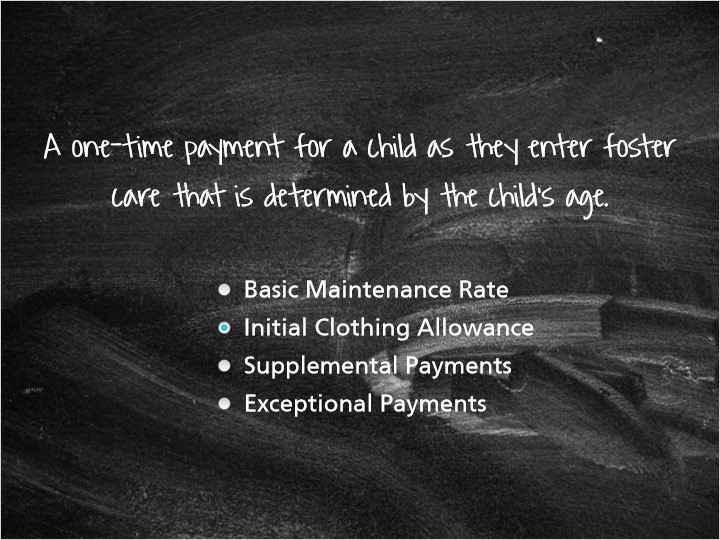 A one-time payment for a child as they enter foster
care that is determined by the child's age.
Basic Maintenance Rate
Initial Clothing Allowance
Supplemental Payments
Exceptional Payments